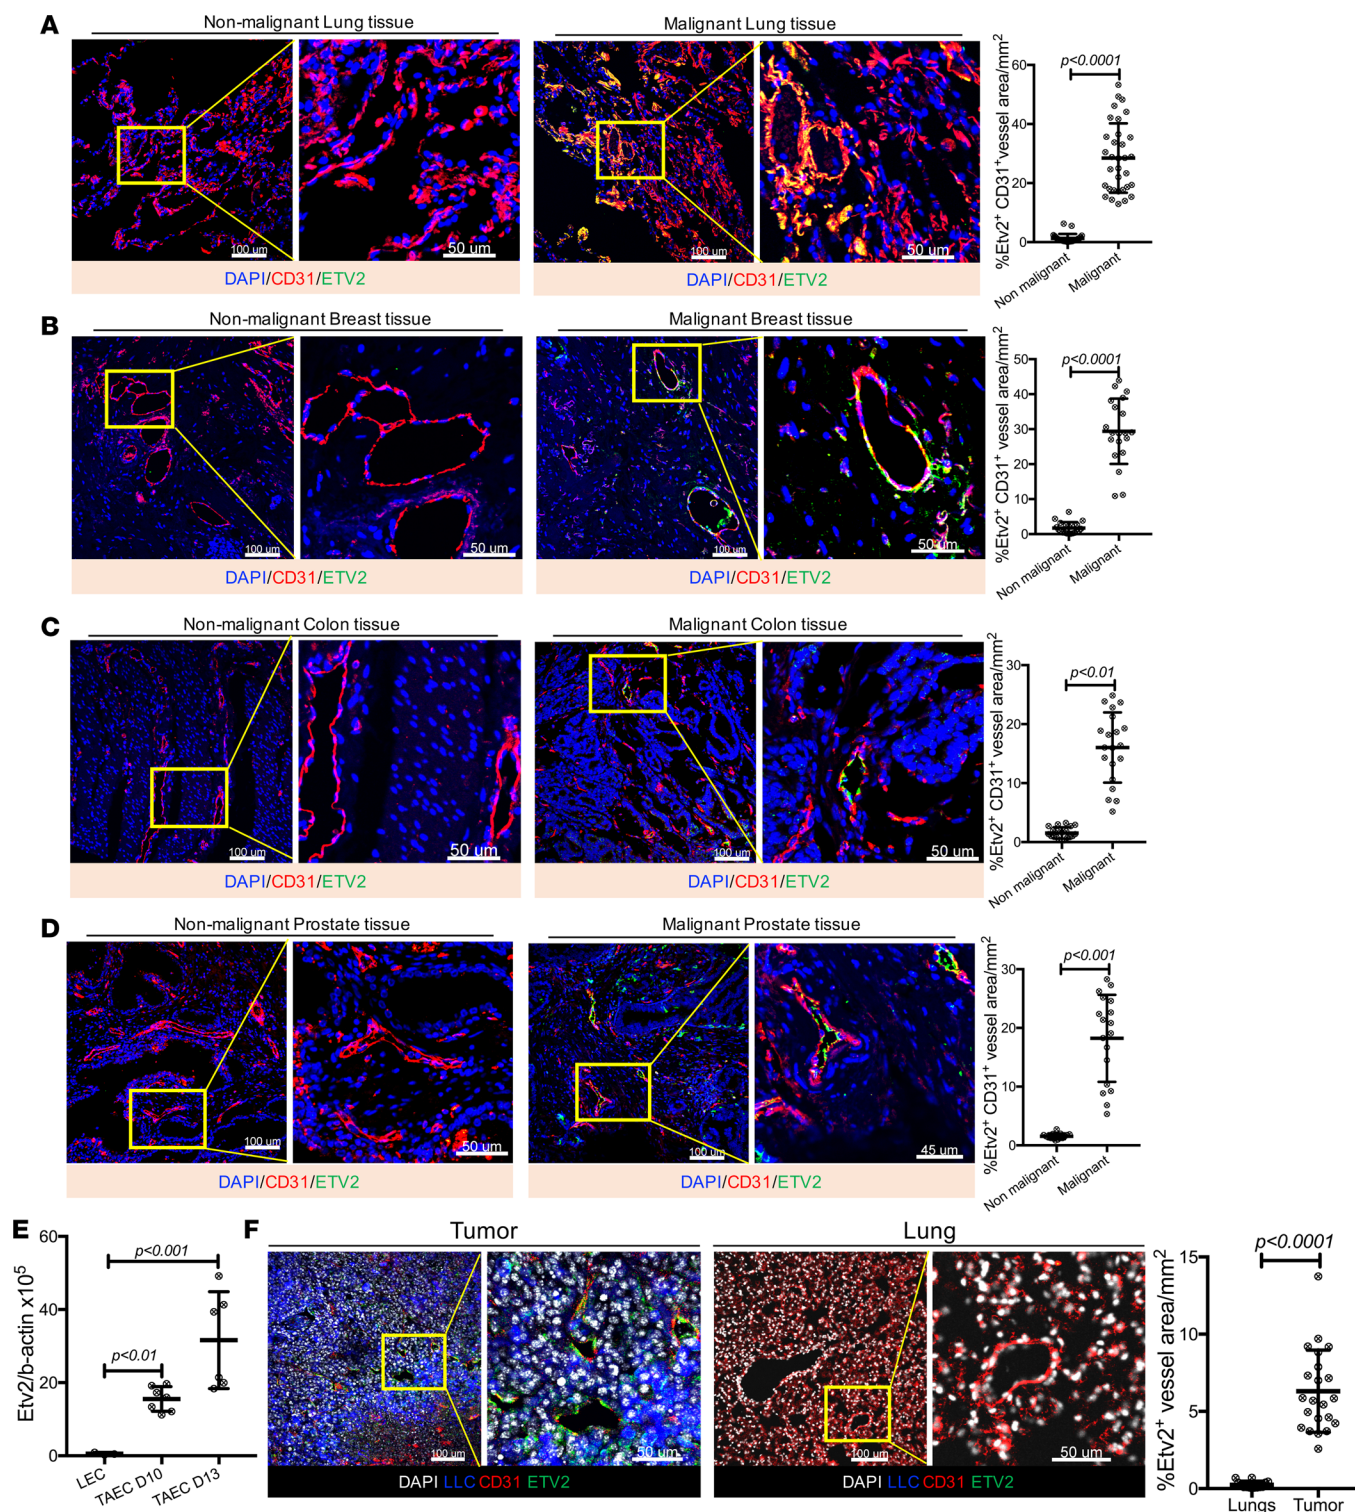 A
Non-malignant Lung tissue
Malignant Lung tissue
100 um
50 um
100 um
50 um
DAPI/CD31/ETV2
DAPI/CD31/ETV2
%Etv2+ CD31+vessel area/mm2
p<0.0001
60
40
20
0
Non malignant
Malignant
B
Non-malignant Breast tissue
Malignant Breast tissue
100 um
50 um
100 um
50 um
DAPI/CD31/ETV2
DAPI/CD31/ETV2
%Etv2+ CD31+ vessel area/mm2
p<0.0001
50
40
30
20
10
0
Non malignant
Malignant
C
Non-malignant Colon tissue
Malignant Colon tissue
100 um
50 um
100 um
50 um
DAPI/CD31/ETV2
DAPI/CD31/ETV2
%Etv2+ CD31+ vessel area/mm2
p<0.01
30
20
10
0
Non malignant
Malignant
D
Non-malignant Prostate tissue
Malignant Prostate tissue
100 um
50 um
100 um
45 um
DAPI/CD31/ETV2
DAPI/CD31/ETV2
%Etv2+ CD31+ vessel area/mm2
p<0.001
30
20
10
0
Non malignant
Malignant
E
Etv2/b-actin x105
p<0.001
p<0.01
60
40
20
0
LEC
TAEC D10
TAEC D13
F
Tumor
Lung
100 um
50 um
100 um
50 um
DAPI LLC CD31 ETV2
DAPI LLC CD31 ETV2
%Etv2+ vessel area/mm2
p<0.0001
15
10
5
0
Lungs
Tumor